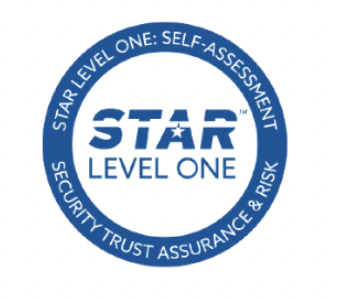 STAR LEVEL ONE: SELF-ASSESSMENT
STAR™
LEVEL ONE
SECURITY TRUST ASSURANCE & RISK